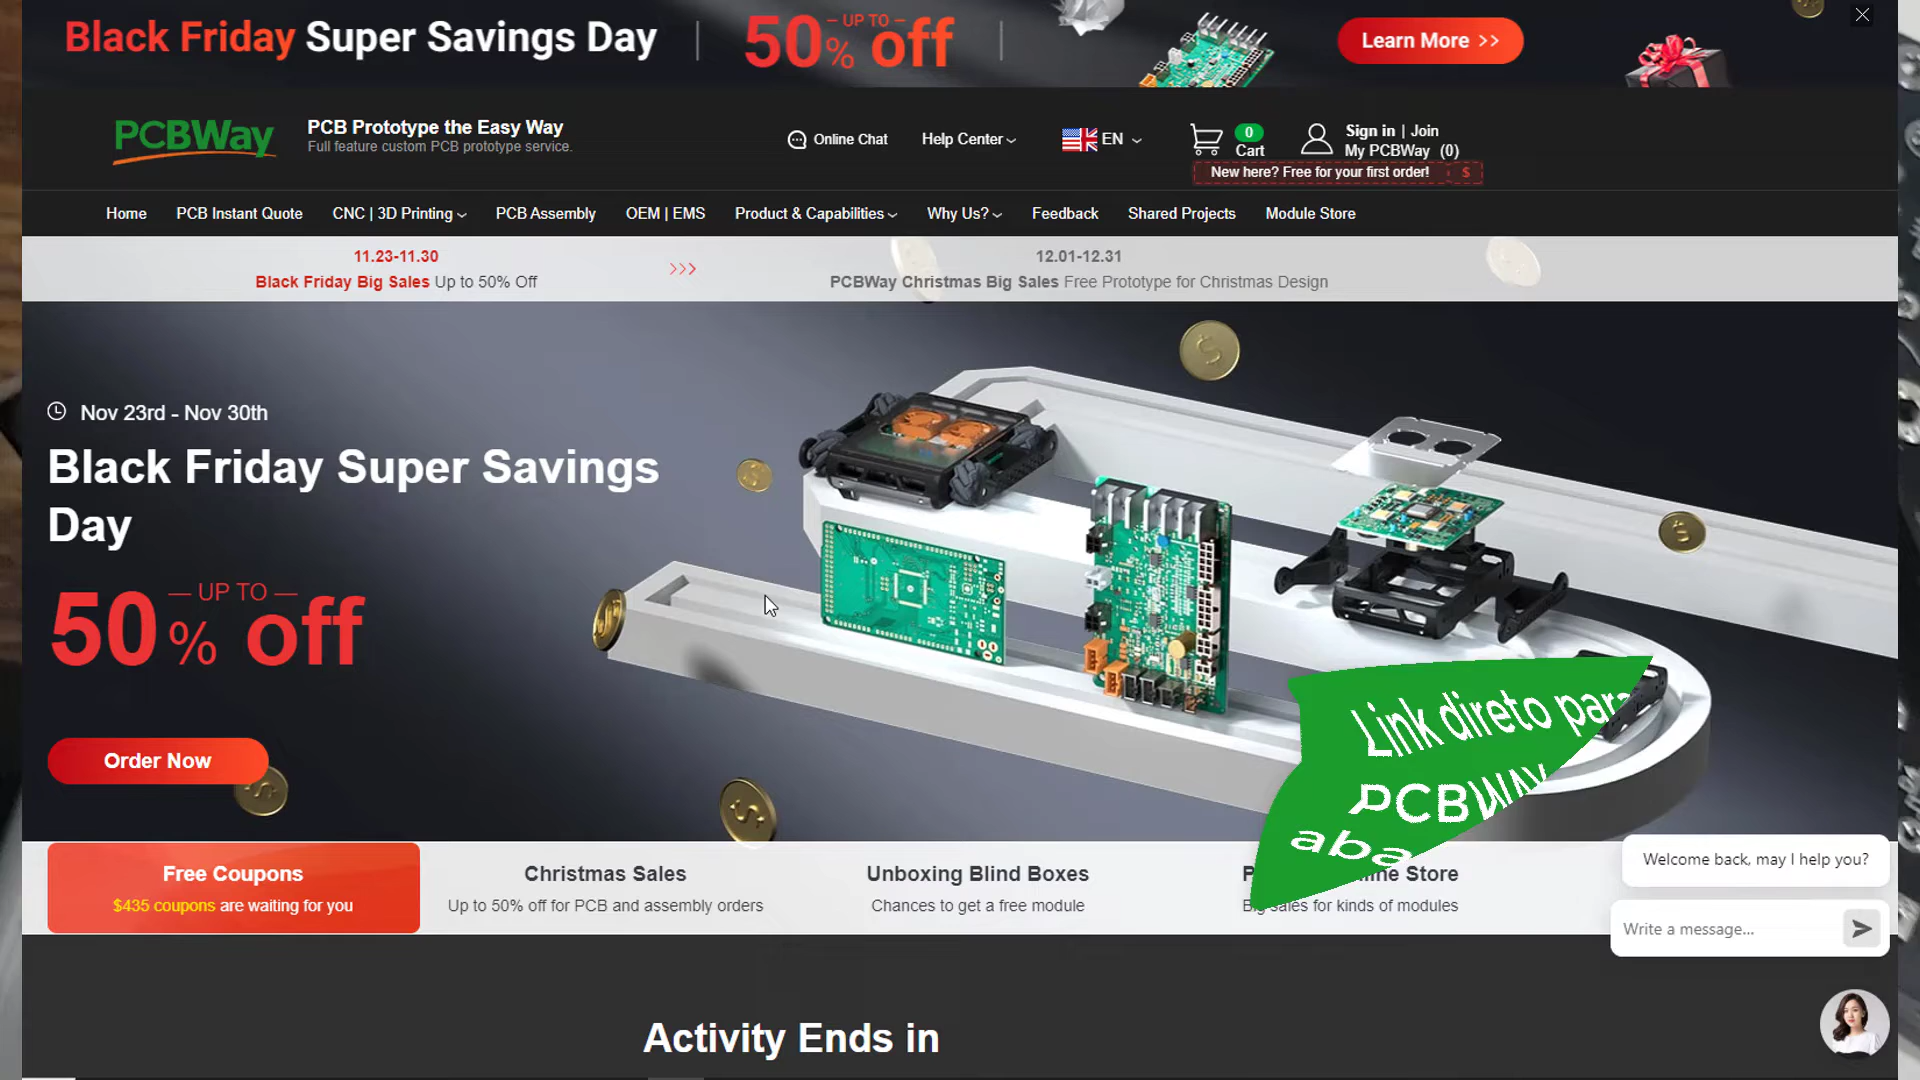 Black Friday Super Savings Day
UP TO
50% off
Learn More >>
PCBWay
PCB Prototype the Easy Way
Full feature custom PCB prototype service.
Online Chat
Help Center
EN
0
Cart
Sign in | Join
My PCBWay (0)
New here? Free for your first order!
$
Home
PCB Instant Quote
CNC | 3D Printing
PCB Assembly
OEM | EMS
Product & Capabilities
Why Us?
Feedback
Shared Projects
Module Store
11.23-11.30
Black Friday Big Sales Up to 50% Off
12.01-12.31
PCBWay Christmas Big Sales Free Prototype for Christmas Design
Nov 23rd - Nov 30th
Black Friday Super Savings
Day
UP TO
50% off
Order Now
Link direto para
PCBWAY
Free Coupons
$435 coupons are waiting for you
Christmas Sales
Up to 50% off for PCB and assembly orders
Unboxing Blind Boxes
Chances to get a free module
Store
sales for kinds of modules
Welcome back, may I help you?
Write a message...
Activity Ends in